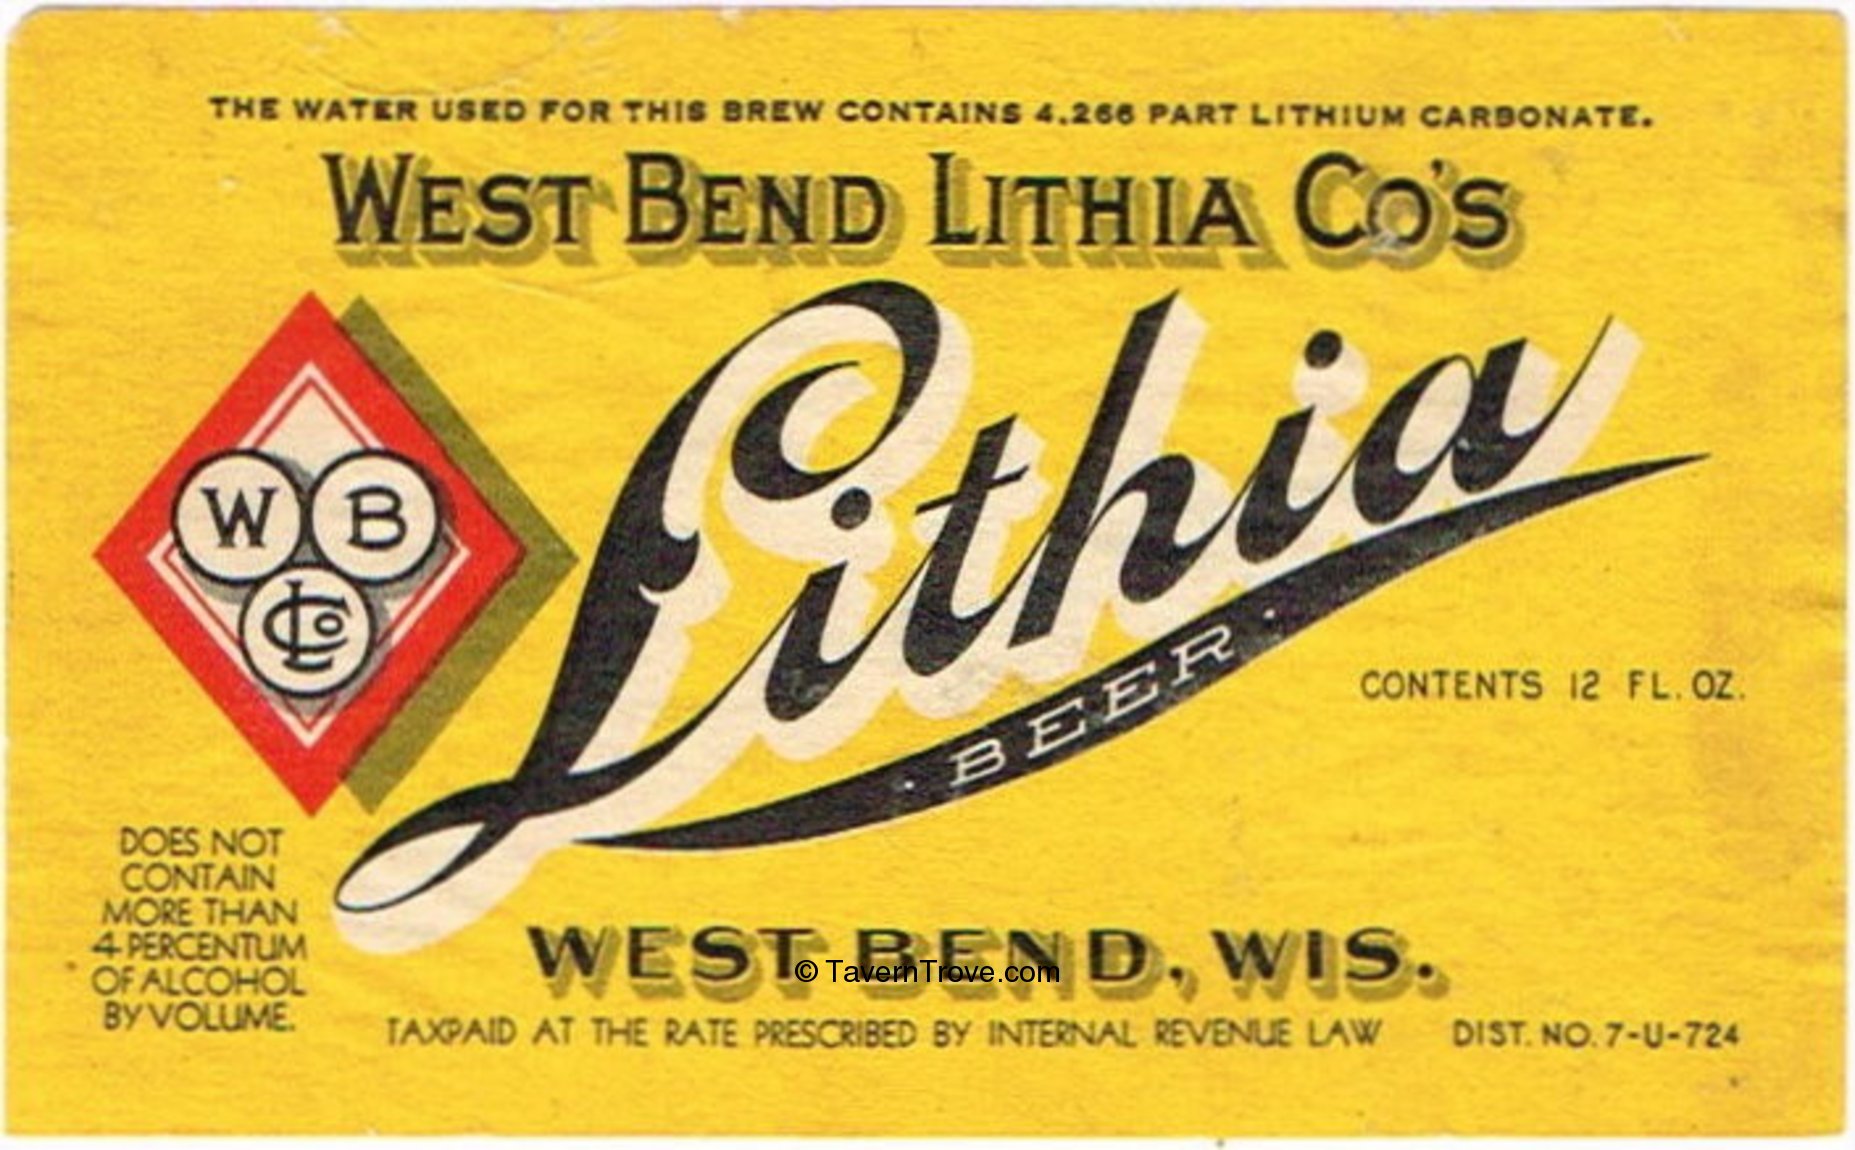 THE WATER USED FOR THIS BREW CONTAINS 4.266 PART LITHIUM CARBONATE.
WEST BEND LITHIA CO'S
Lithia
W B
L Co
· BEER ·
CONTENTS 12 FL. OZ.
DOES NOT
CONTAIN
MORE THAN
4 PERCENTUM
OF ALCOHOL
BY VOLUME.
WEST BEND, WIS.
© TavernTrove.com
TAXPAID AT THE RATE PRESCRIBED BY INTERNAL REVENUE LAW DIST. NO. 7-U-724